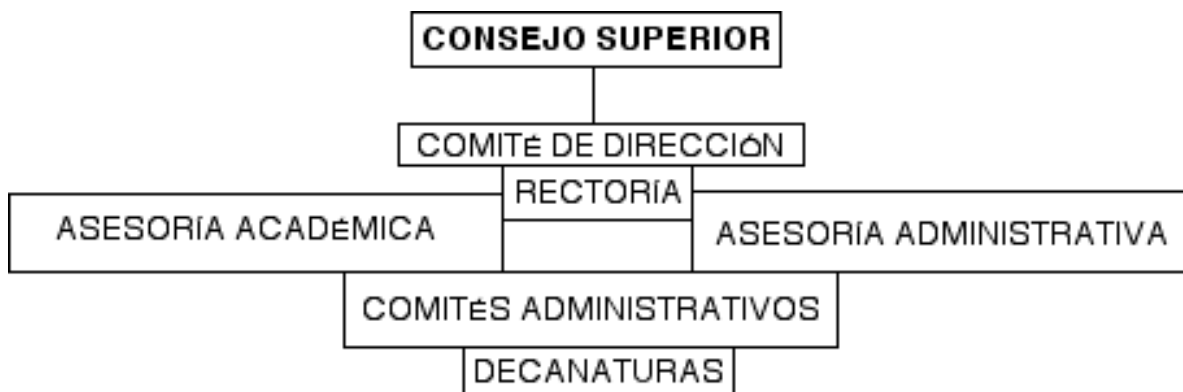 CONSEJO SUPERIOR
COMITÉ DE DIRECCIÓN
RECTORÍA
ASESORÍA ACADÉMICA
ASESORÍA ADMINISTRATIVA
COMITÉS ADMINISTRATIVOS
DECANATURAS